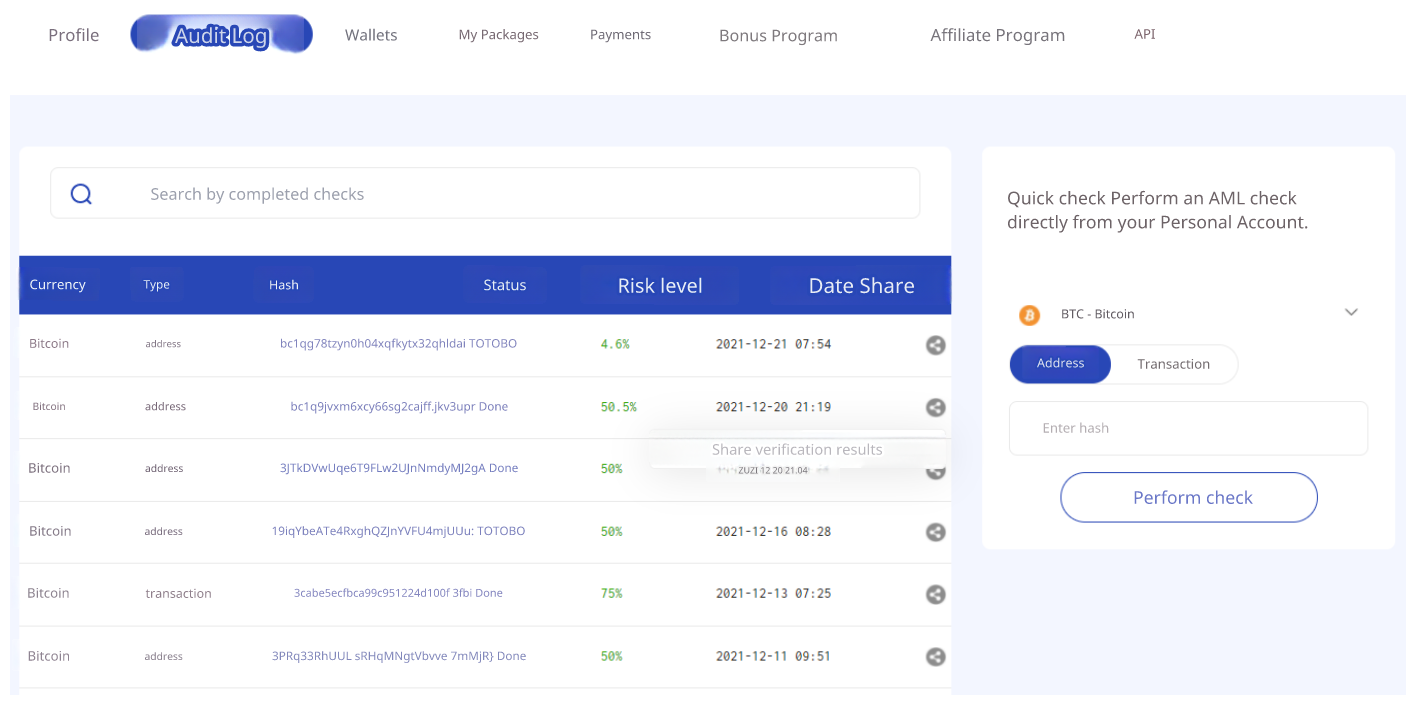 Profile Audit Log Wallets My Packages Payments Bonus Program Affiliate Program API
Search by completed checks
Quick check Perform an AML check
directly from your Personal Account.
Currency Type Hash Status Risk level Date Share
BTC - Bitcoin
Address Transaction
Enter hash
Perform check
Bitcoin address bc1qg78tzyn0h04xqfkytx32qhldai TOTOBO 4.6% 2021-12-21 07:54
Bitcoin address bc1q9jvxm6xcy66sg2cajff.jkv3upr Done 50.5% 2021-12-20 21:19
Share verification results
Bitcoin address 3JTkDVwUqe6T9FLw2UJnNmdyMJ2gA Done 50% ZUZI 12 20 21.04
Bitcoin address 19iqYbeATe4RxghQZJnYVFU4mjUUu: TOTOBO 50% 2021-12-16 08:28
Bitcoin transaction 3cabe5ecfbca99c951224d100f 3fbi Done 75% 2021-12-13 07:25
Bitcoin address 3PRq33RhUUL sRHqMNgtVbvve 7mMjR} Done 50% 2021-12-11 09:51